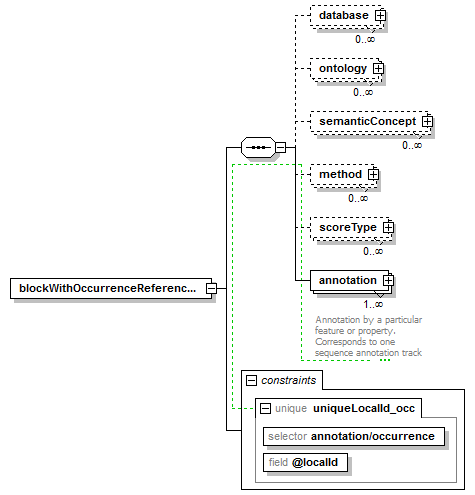 database
0..∞
ontology
0..∞
semanticConcept
0..∞
method
0..∞
scoreType
0..∞
blockWithOccurrenceReferenc...
annotation
1..∞
Annotation by a particular
feature or property.
Corresponds to one
sequence annotation track
...
constraints
unique uniqueLocalId_occ
selector annotation/occurrence
field @localId